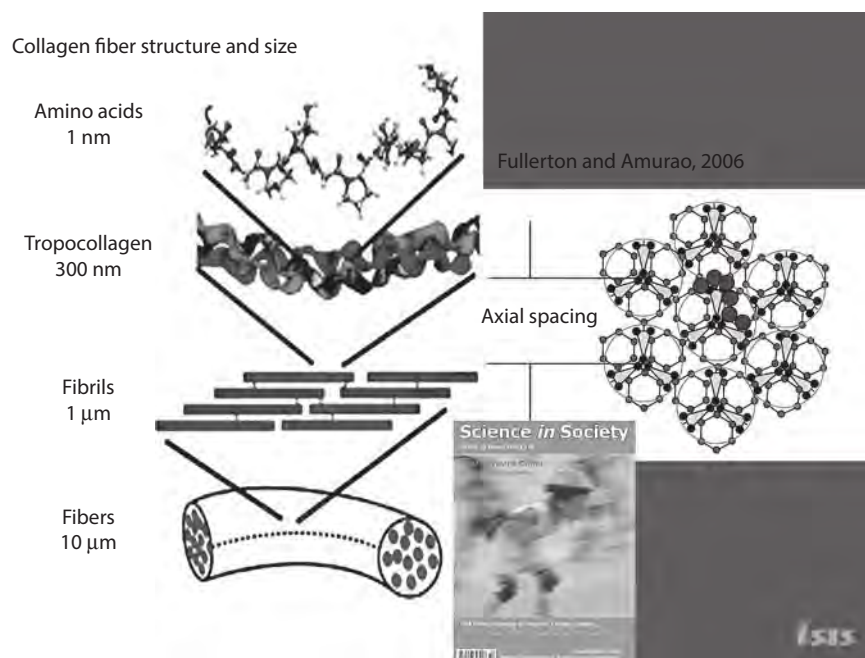 Collagen fiber structure and size
Amino acids
1 nm
Fullerton and Amurao, 2006
Tropocollagen
300 nm
Axial spacing
Fibrils
1 μm
Science in Society
Fibers
10 μm
isis